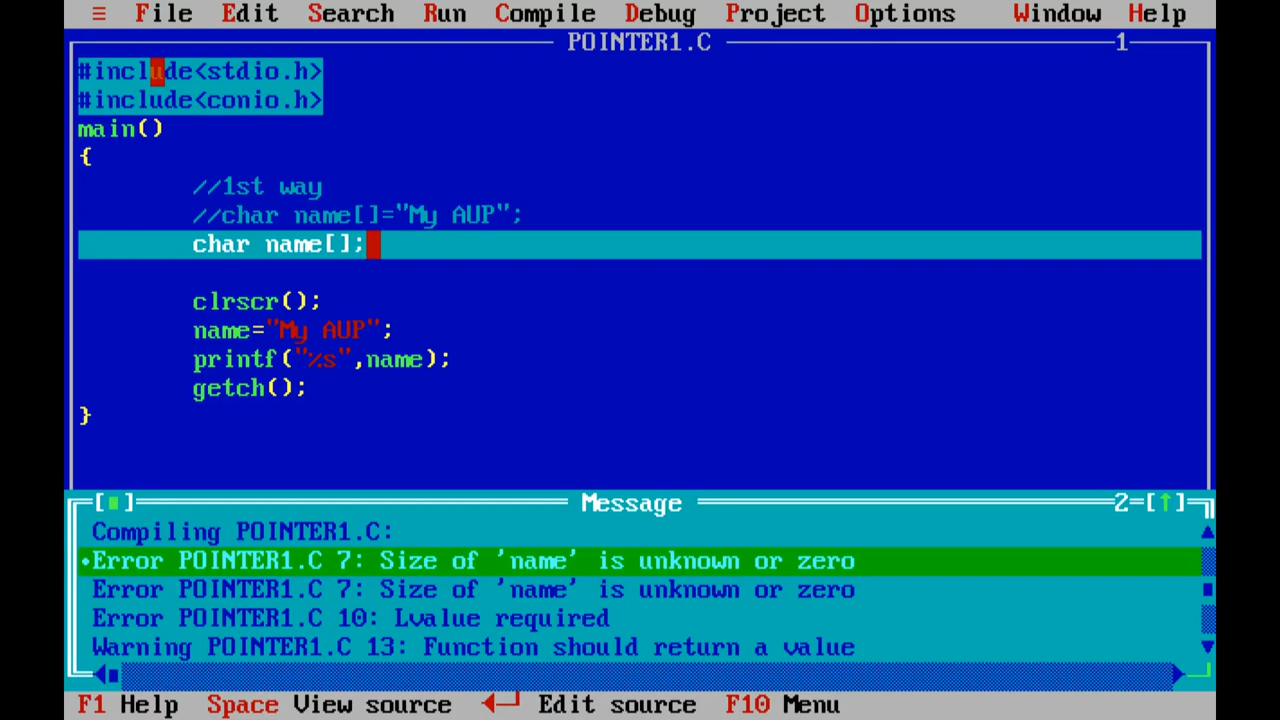 ≡ File Edit Search Run Compile Debug Project Options Window Help
POINTER1.C 1
#include<stdio.h>
#include<conio.h>
main()
{
//1st way
//char name[]="My AUP";
char name[];
clrscr();
name="My AUP";
printf("%s",name);
getch();
}
[■] Message 2=[↑]
Compiling POINTER1.C:
•Error POINTER1.C 7: Size of 'name' is unknown or zero
Error POINTER1.C 7: Size of 'name' is unknown or zero
Error POINTER1.C 10: Lvalue required
Warning POINTER1.C 13: Function should return a value
F1 Help Space View source ◄─┘ Edit source F10 Menu